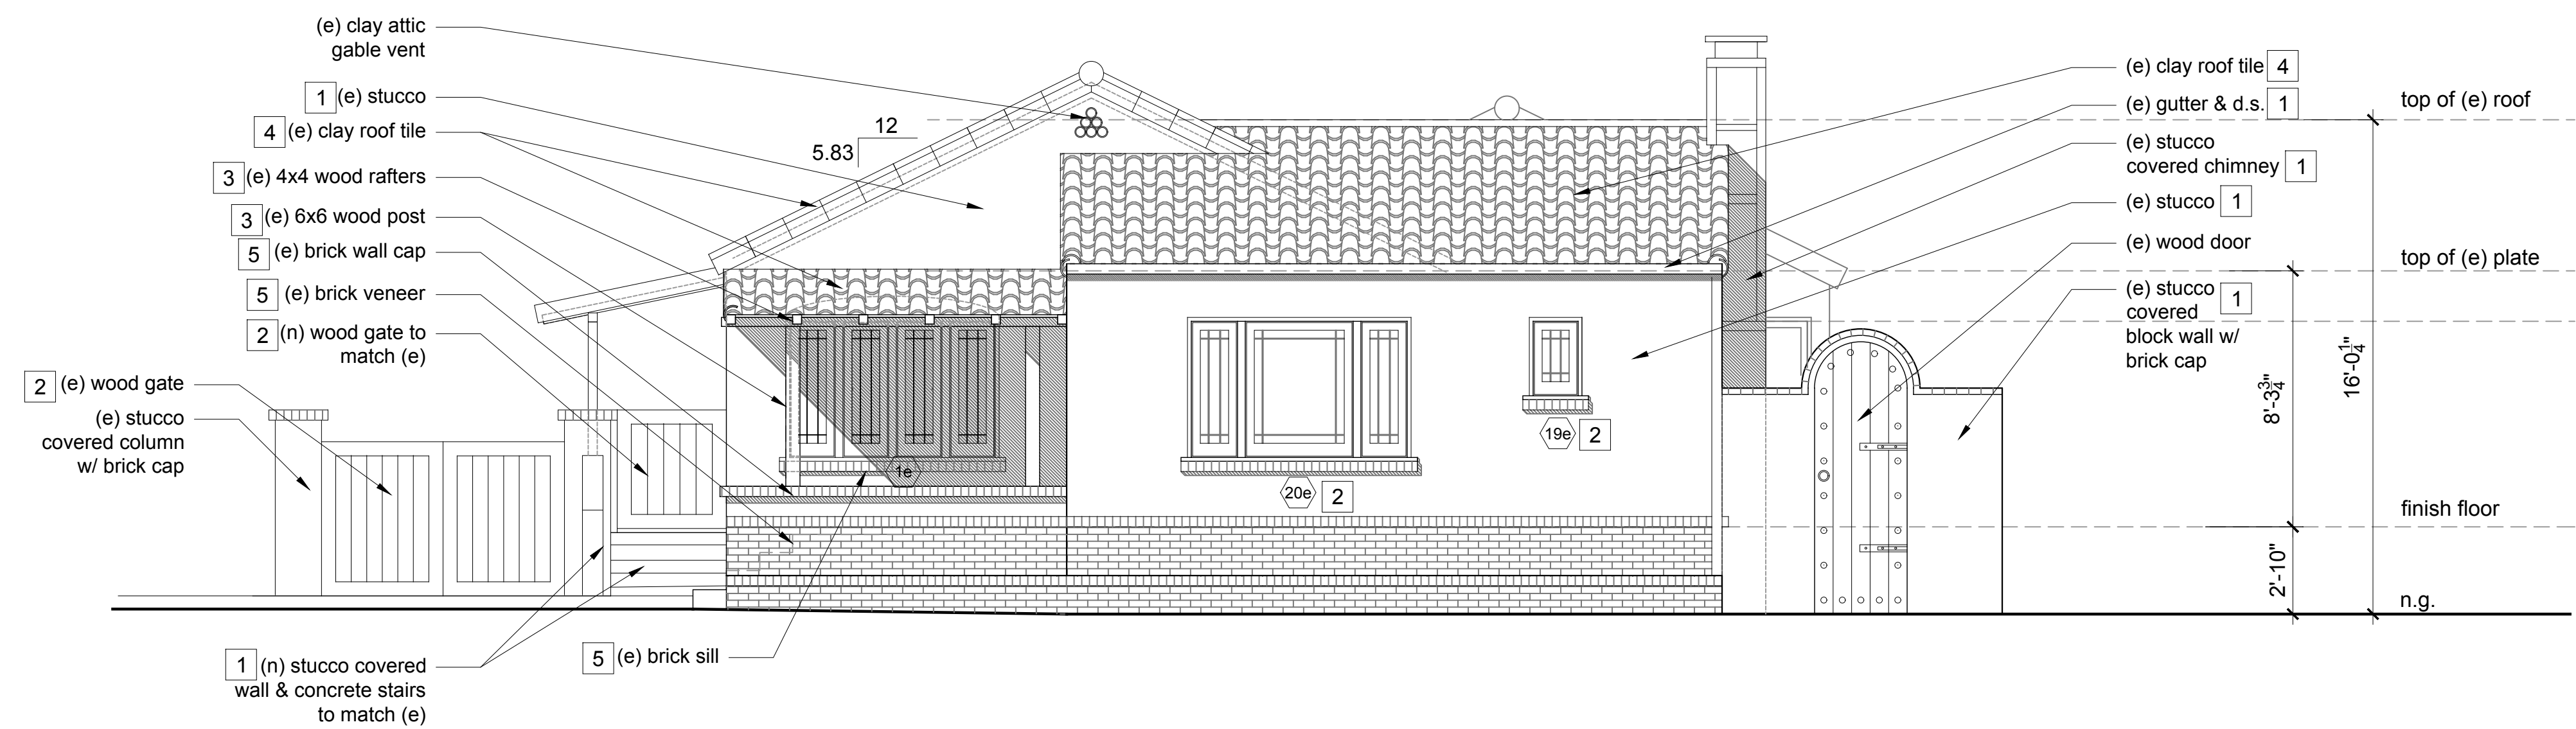 (e) clay attic
gable vent
1 (e) stucco
4 (e) clay roof tile
3 (e) 4x4 wood rafters
3 (e) 6x6 wood post
5 (e) brick wall cap
5 (e) brick veneer
2 (n) wood gate to
match (e)
2 (e) wood gate
(e) stucco
covered column
w/ brick cap
1 (n) stucco covered
wall & concrete stairs
to match (e)
5 (e) brick sill
12
5.83
1e
20e 2
19e 2
(e) clay roof tile 4
(e) gutter & d.s. 1
(e) stucco
covered chimney 1
(e) stucco 1
(e) wood door
(e) stucco 1
covered
block wall w/
brick cap
top of (e) roof
top of (e) plate
finish floor
n.g.
8'-3 3/4"
16'-0 1/4"
2'-10"